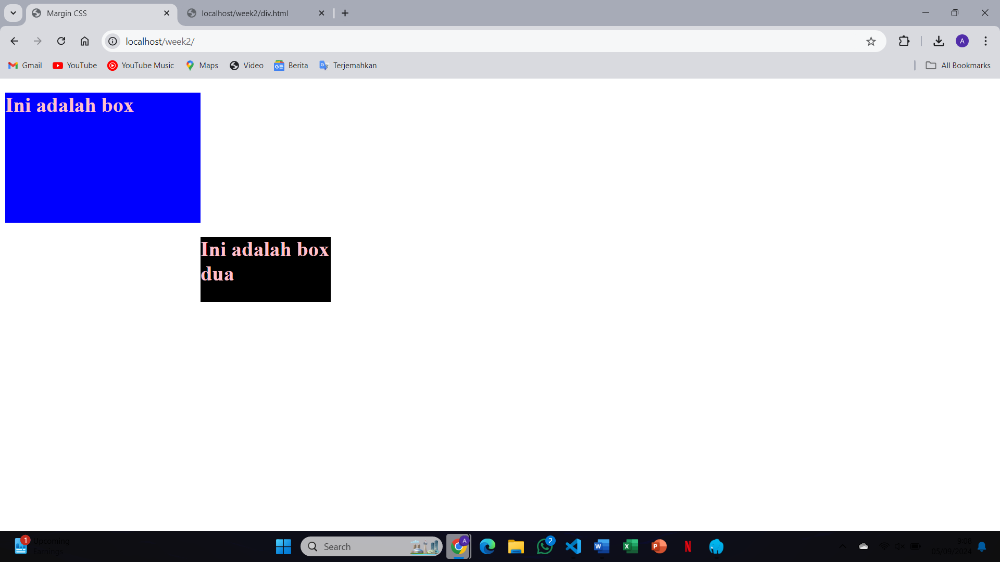 Margin CSS
localhost/week2/div.html
localhost/week2/
A
Gmail
YouTube
YouTube Music
Maps
Video
Berita
Terjemahkan
All Bookmarks
Ini adalah box
Ini adalah box
dua
1
Upcoming
Earnings
Search
A
2
9:08
05/09/2024